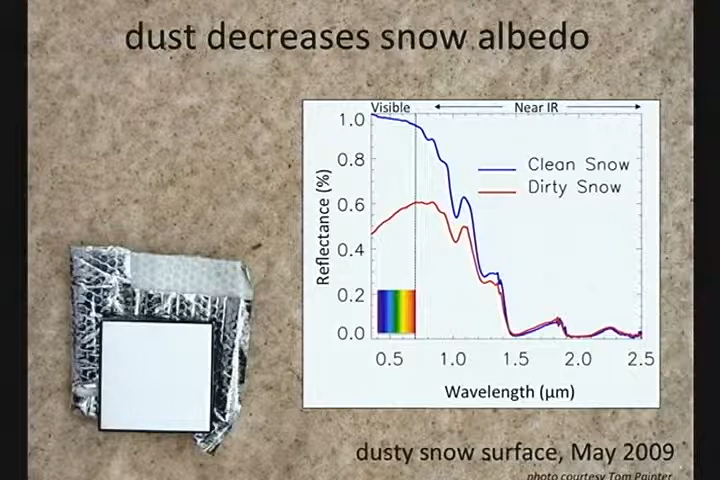 dust decreases snow albedo
Visible
Near IR
1.0
0.8
0.6
0.4
0.2
0.0
Reflectance (%)
Clean Snow
Dirty Snow
0.5 1.0 1.5 2.0 2.5
Wavelength (µm)
dusty snow surface, May 2009
photo courtesy Tom Painter